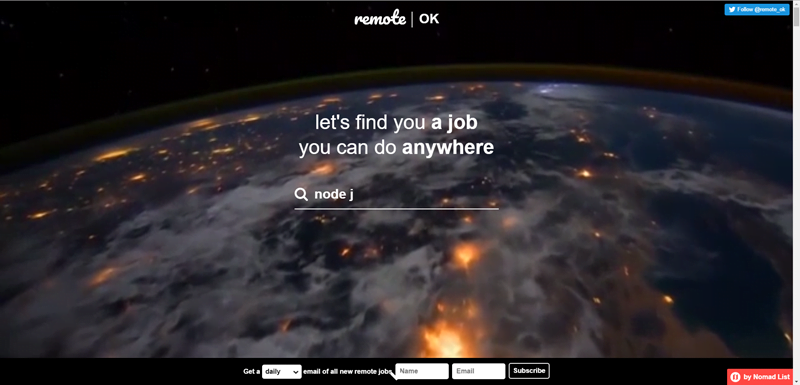 remote | OK
Follow @remote_ok
let's find you a job
you can do anywhere
node j
Get a daily email of all new remote jobs Name Email Subscribe
by Nomad List